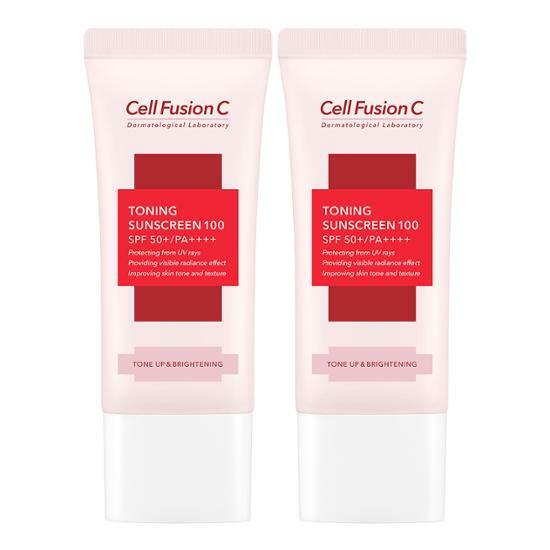 Cell Fusion C
Dermatological Laboratory
TONING
SUNSCREEN 100
SPF 50+/PA++++
Protecting from UV rays
Providing visible radiance effect
Improving skin tone and texture
TONE UP & BRIGHTENING
Cell Fusion C
Dermatological Laboratory
TONING
SUNSCREEN 100
SPF 50+/PA++++
Protecting from UV rays
Providing visible radiance effect
Improving skin tone and texture
TONE UP & BRIGHTENING